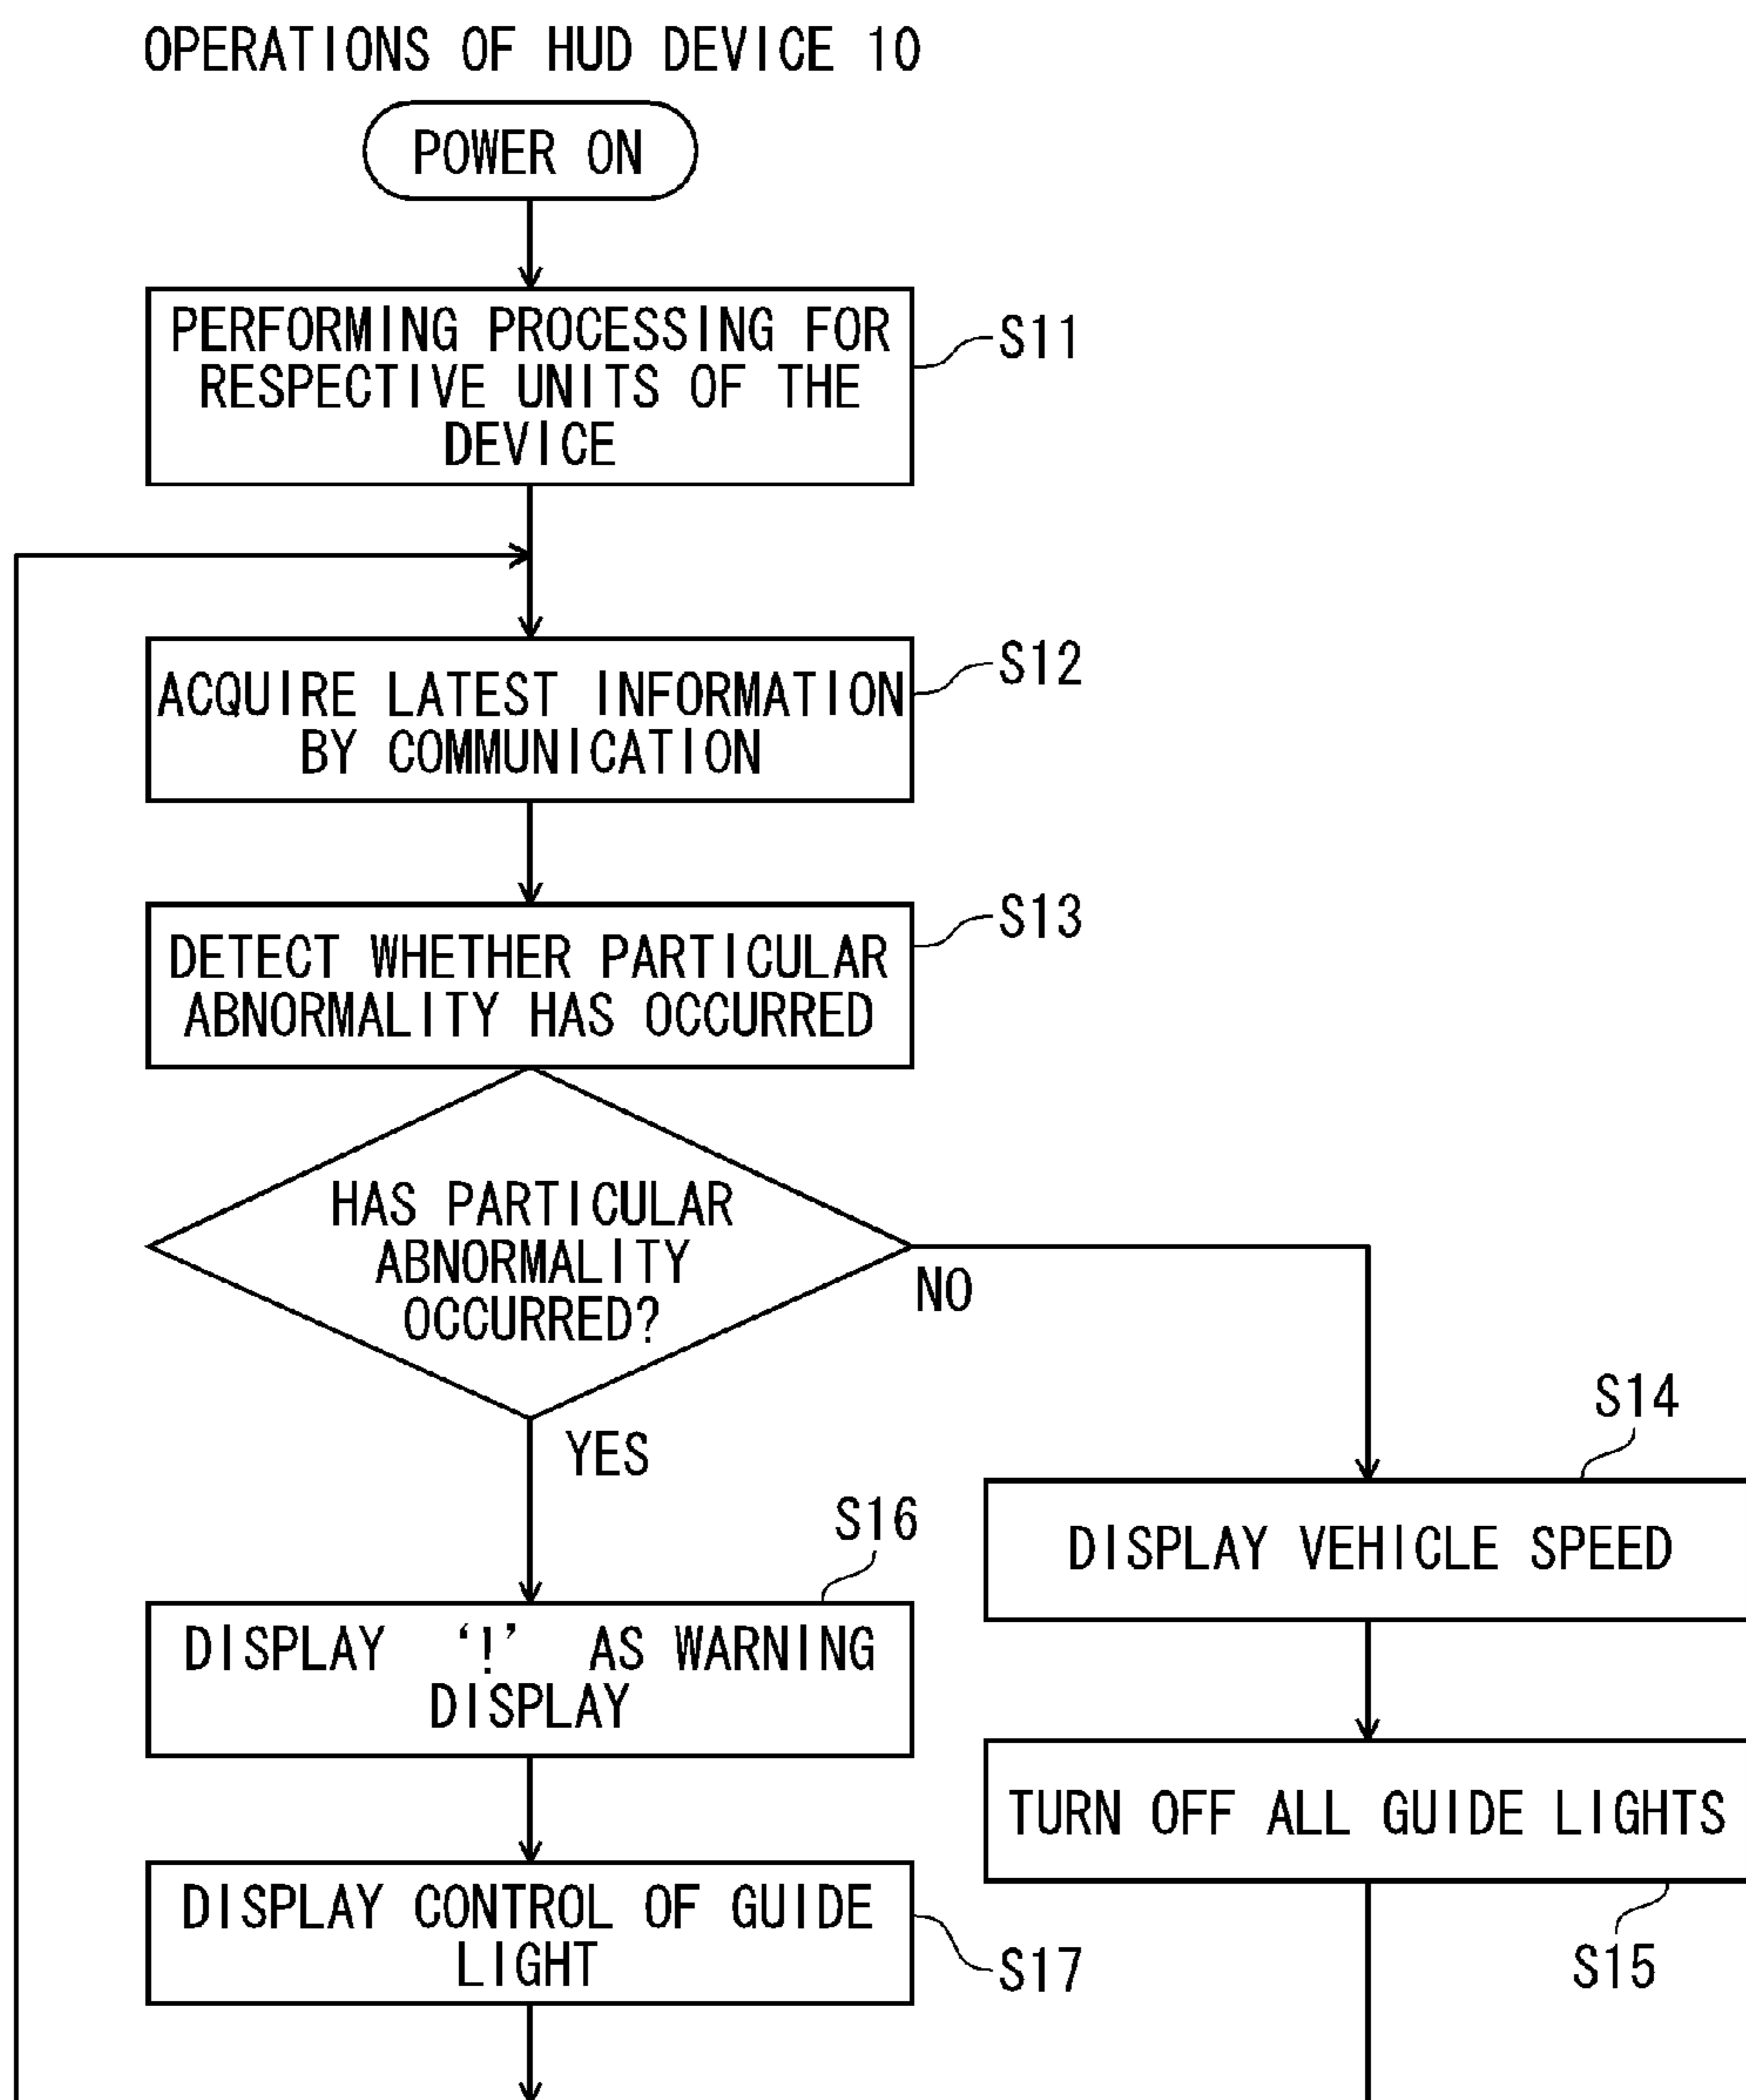 OPERATIONS OF HUD DEVICE 10
POWER ON
PERFORMING PROCESSING FOR
RESPECTIVE UNITS OF THE
DEVICE
S11
ACQUIRE LATEST INFORMATION
BY COMMUNICATION
S12
DETECT WHETHER PARTICULAR
ABNORMALITY HAS OCCURRED
S13
HAS PARTICULAR
ABNORMALITY
OCCURRED?
NO
YES
S14
DISPLAY VEHICLE SPEED
S16
DISPLAY ‘!’ AS WARNING
DISPLAY
TURN OFF ALL GUIDE LIGHTS
S15
DISPLAY CONTROL OF GUIDE
LIGHT
S17